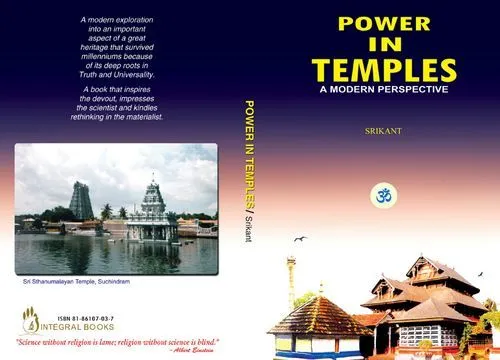 A modern exploration
into an important
aspect of a great
heritage that survived
millenniums because
of its deep roots in
Truth and Universality.
A book that inspires
the devout, impresses
the scientist and kindles
rethinking in the materialist.
Sri Sthanumalayan Temple, Suchindram
ISBN 81-86107-03-7
INTEGRAL BOOKS
"Science without religion is lame; religion without science is blind."
~Albert Einstein
POWER IN TEMPLES / Srikant
POWER
IN
TEMPLES
A MODERN PERSPECTIVE
SRIKANT
ॐ